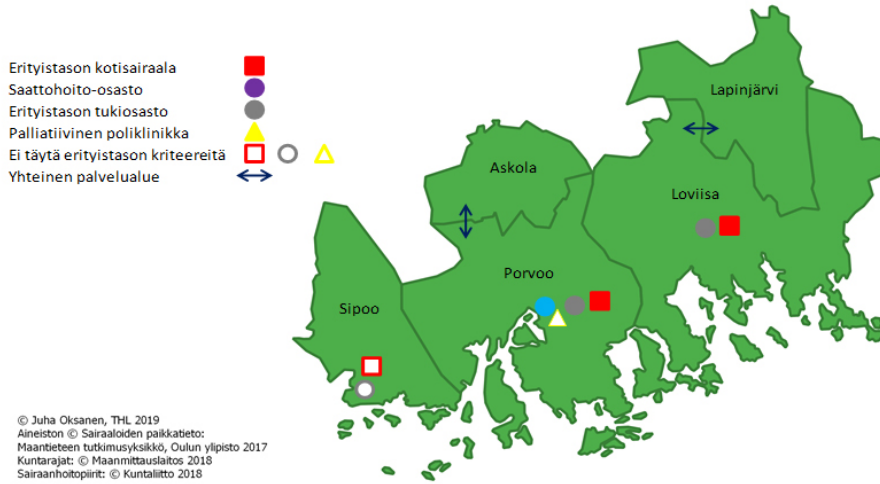 Erityistason kotisairaala
Saattohoito-osasto
Erityistason tukiosasto
Palliatiivinen poliklinikka
Ei täytä erityistason kriteereitä
Yhteinen palvelualue
Lapinjärvi
Askola
Loviisa
Porvoo
Sipoo
© Juha Oksanen, THL 2019
Aineiston © Sairaaloiden paikkatieto:
Maantieteen tutkimusyksikkö, Oulun ylipisto 2017
Kuntarajat: © Maanmittauslaitos 2018
Sairaanhoitopiirit: © Kuntaliitto 2018